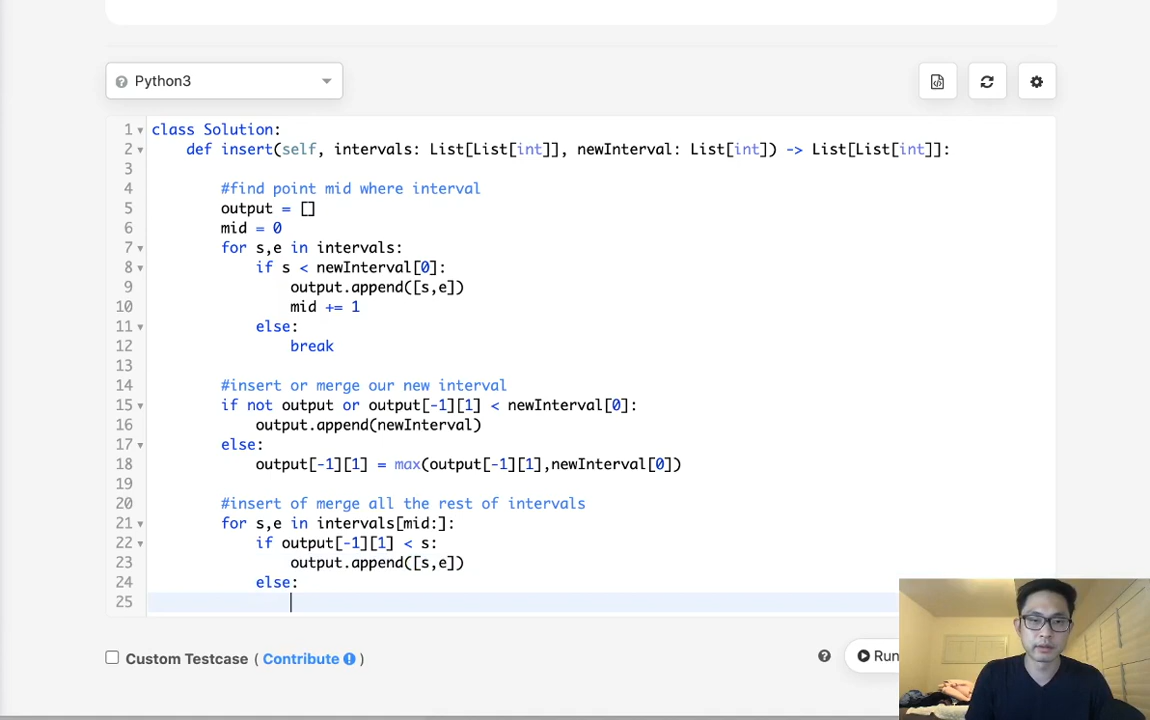 Python3
1 class Solution:
2 def insert(self, intervals: List[List[int]], newInterval: List[int]) -> List[List[int]]:
3
4 #find point mid where interval
5 output = []
6 mid = 0
7 for s,e in intervals:
8 if s < newInterval[0]:
9 output.append([s,e])
10 mid += 1
11 else:
12 break
13
14 #insert or merge our new interval
15 if not output or output[-1][1] < newInterval[0]:
16 output.append(newInterval)
17 else:
18 output[-1][1] = max(output[-1][1],newInterval[0])
19
20 #insert of merge all the rest of intervals
21 for s,e in intervals[mid:]:
22 if output[-1][1] < s:
23 output.append([s,e])
24 else:
25
Custom Testcase ( Contribute )
Run